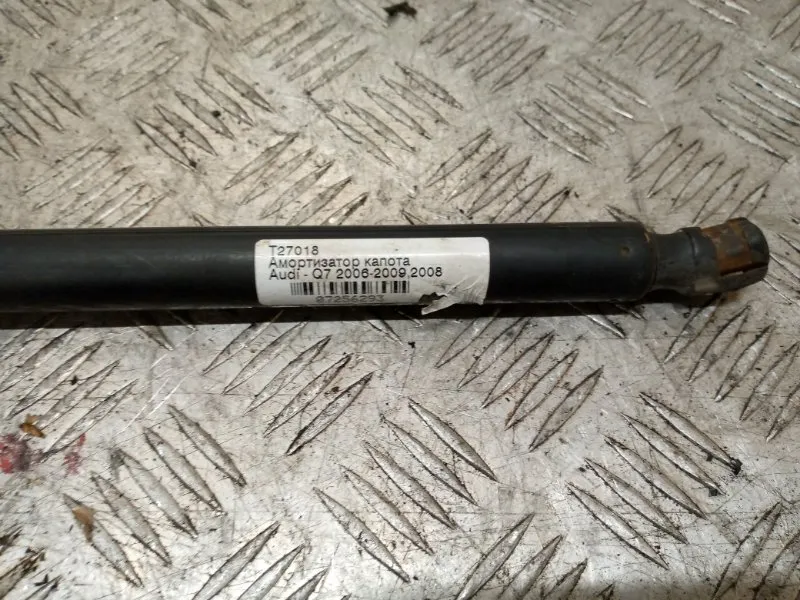 T27018
Амортизатор капота
Audi - Q7 2006-2009,2008
07256293